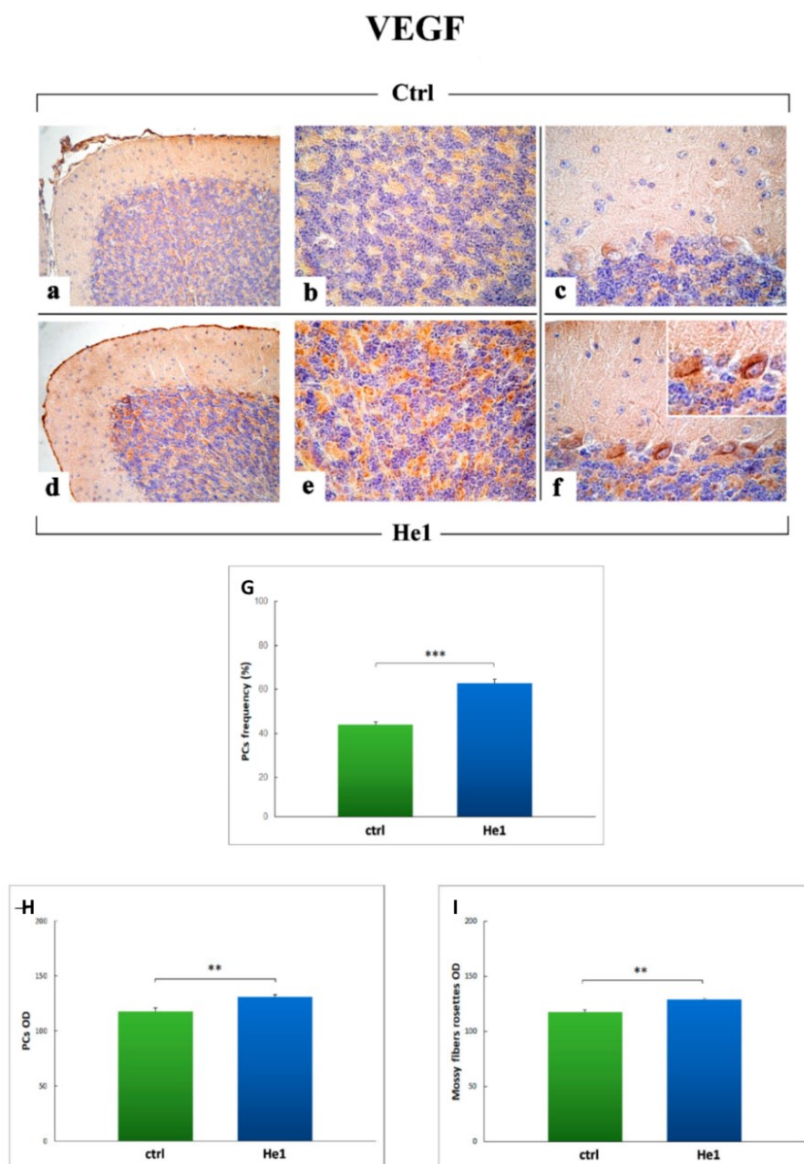 VEGF
Ctrl
a
b
c
d
e
f
He1
G
100
80
60
40
20
0
PCs frequency (%)
***
ctrl
He1
H
200
150
100
50
0
PCs OD
**
ctrl
He1
I
200
150
100
50
0
Mossy fibers rosettes OD
**
ctrl
He1